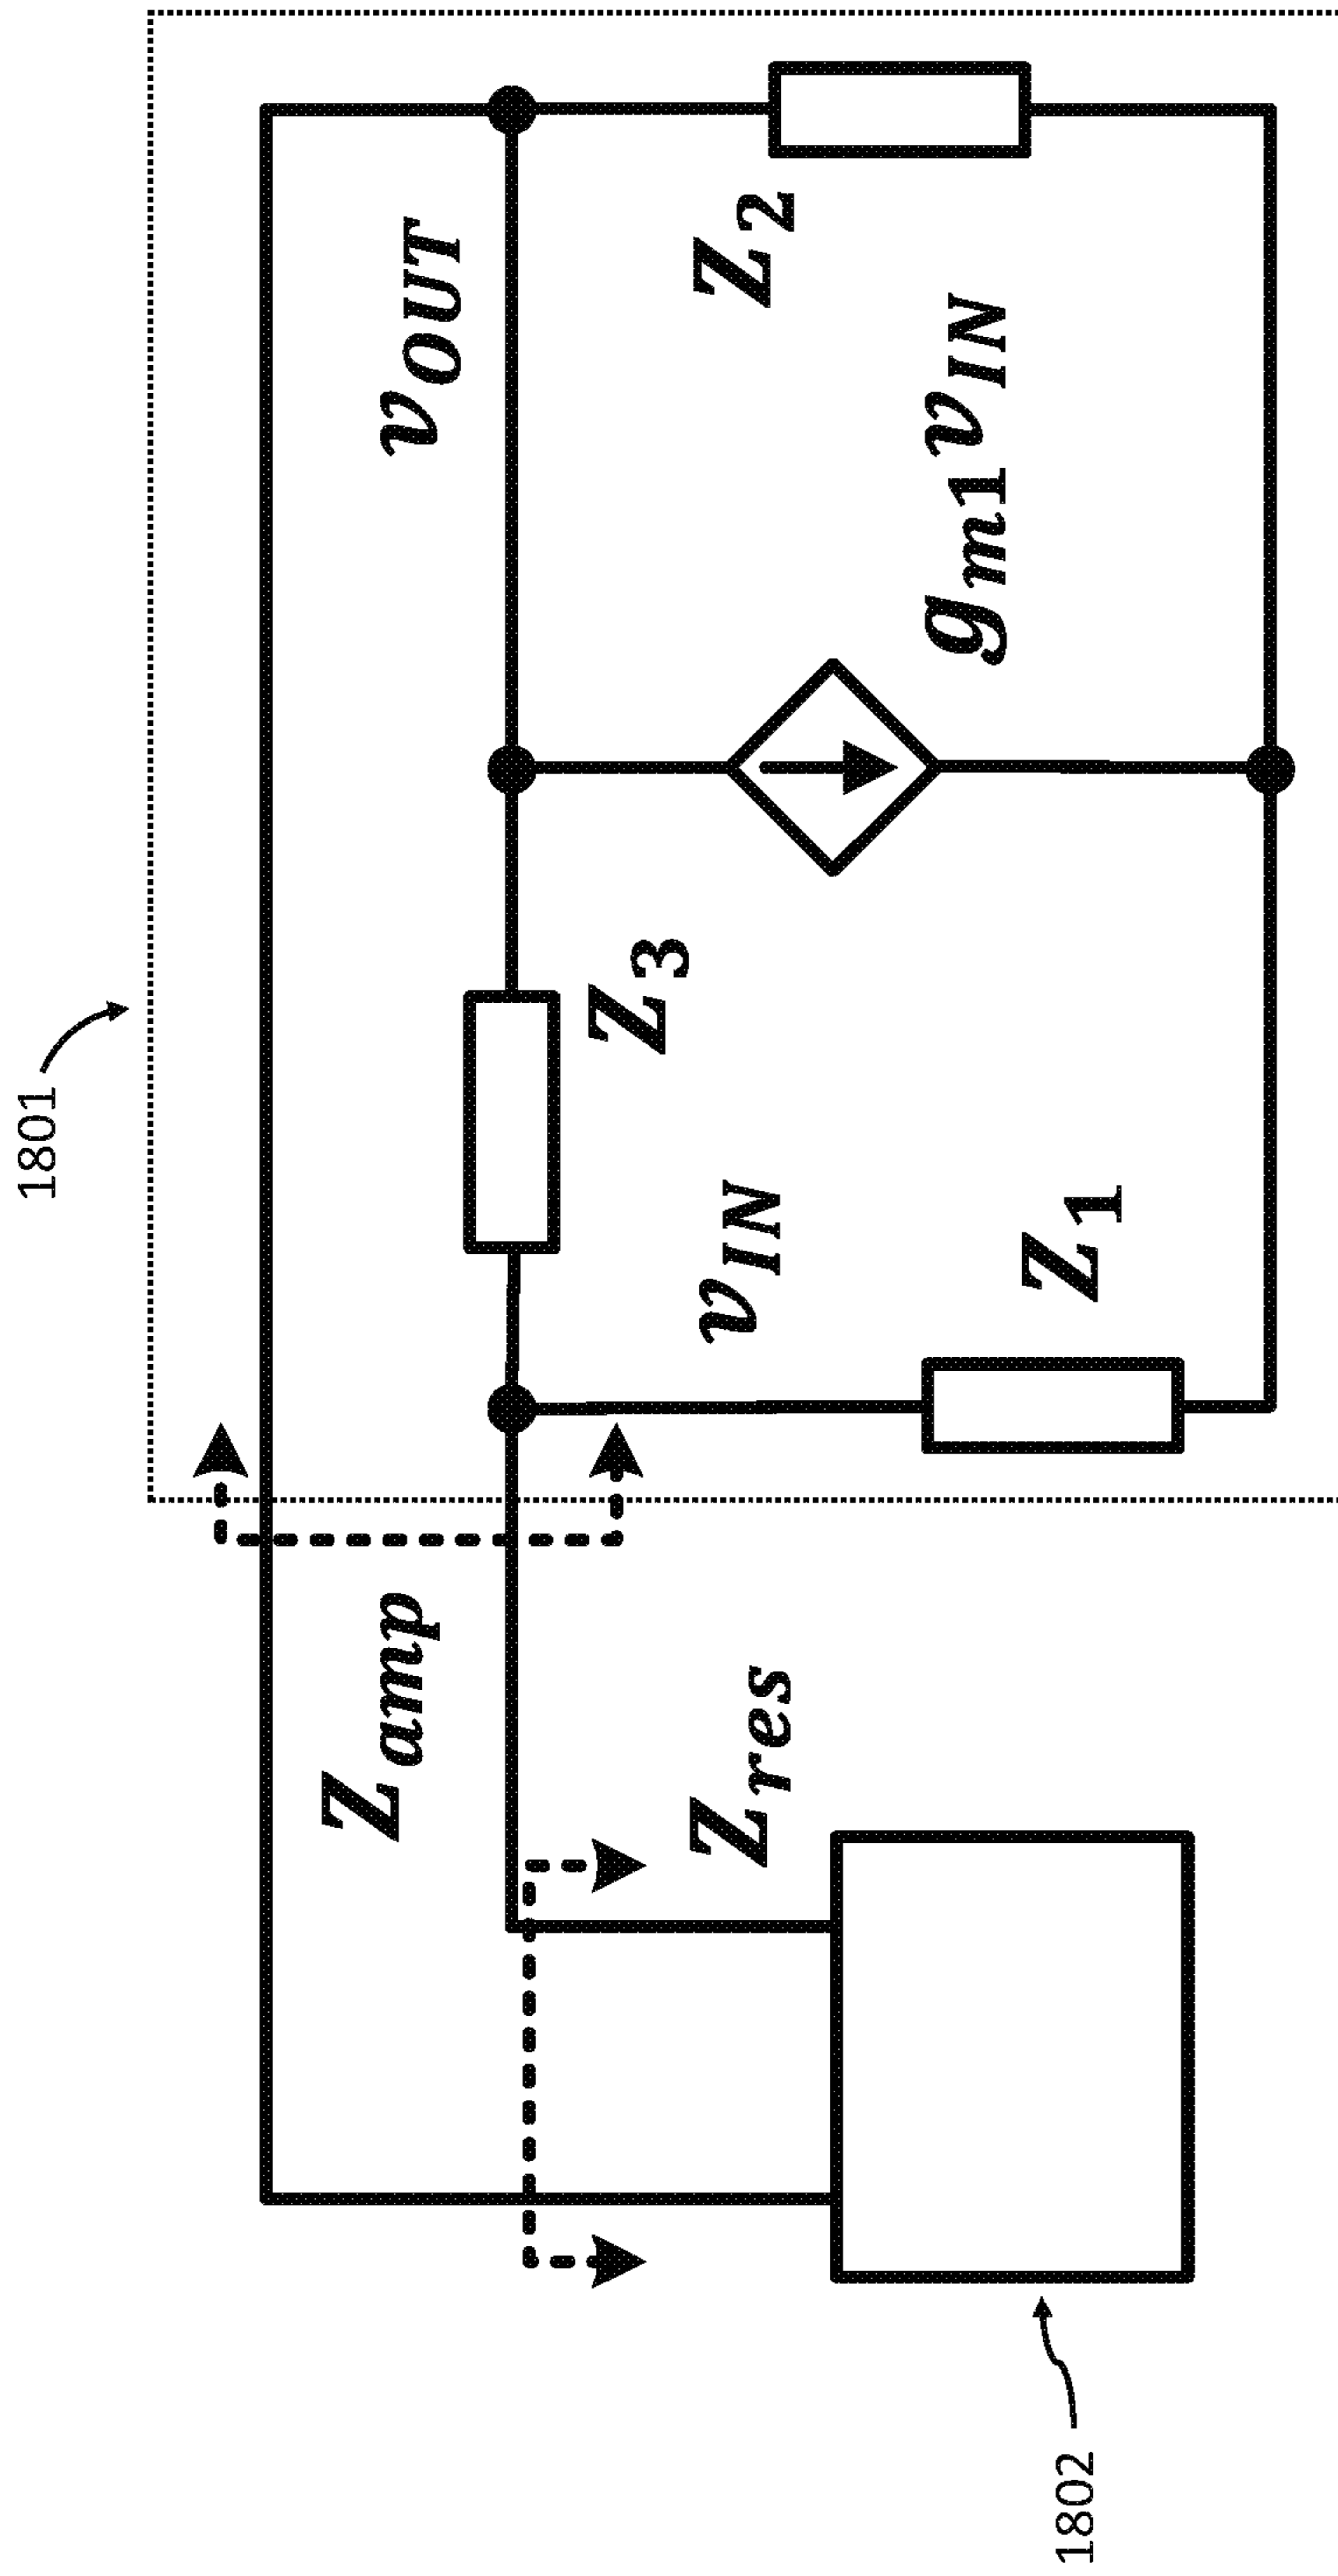 1801
v_OUT
Z_amp
Z_3
Z_2
v_IN
g_m1 v_IN
Z_res
Z_1
1802